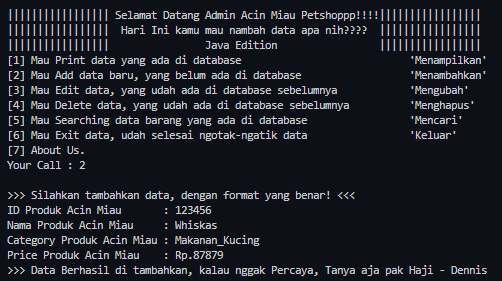 ||||||||||||||||| Selamat Datang Admin Acin Miau Petshoppp!!!!|||||||||||||||||
|||||||||||||||||  Hari Ini kamu mau nambah data apa nih????  |||||||||||||||||
|||||||||||||||||                Java Edition                 |||||||||||||||||
[1] Mau Print data yang ada di database 'Menampilkan'
[2] Mau Add data baru, yang belum ada di database 'Menambahkan'
[3] Mau Edit data, yang udah ada di database sebelumnya 'Mengubah'
[4] Mau Delete data, yang udah ada di database sebelumnya 'Menghapus'
[5] Mau Searching data barang yang ada di database 'Mencari'
[6] Mau Exit data, udah selesai ngotak-ngatik data 'Keluar'
[7] About Us.
Your Call : 2
>>> Silahkan tambahkan data, dengan format yang benar! <<<
ID Produk Acin Miau : 123456
Nama Produk Acin Miau : Whiskas
Category Produk Acin Miau : Makanan_Kucing
Price Produk Acin Miau : Rp.87879
>>> Data Berhasil di tambahkan, kalau nggak Percaya, Tanya aja pak Haji - Dennis